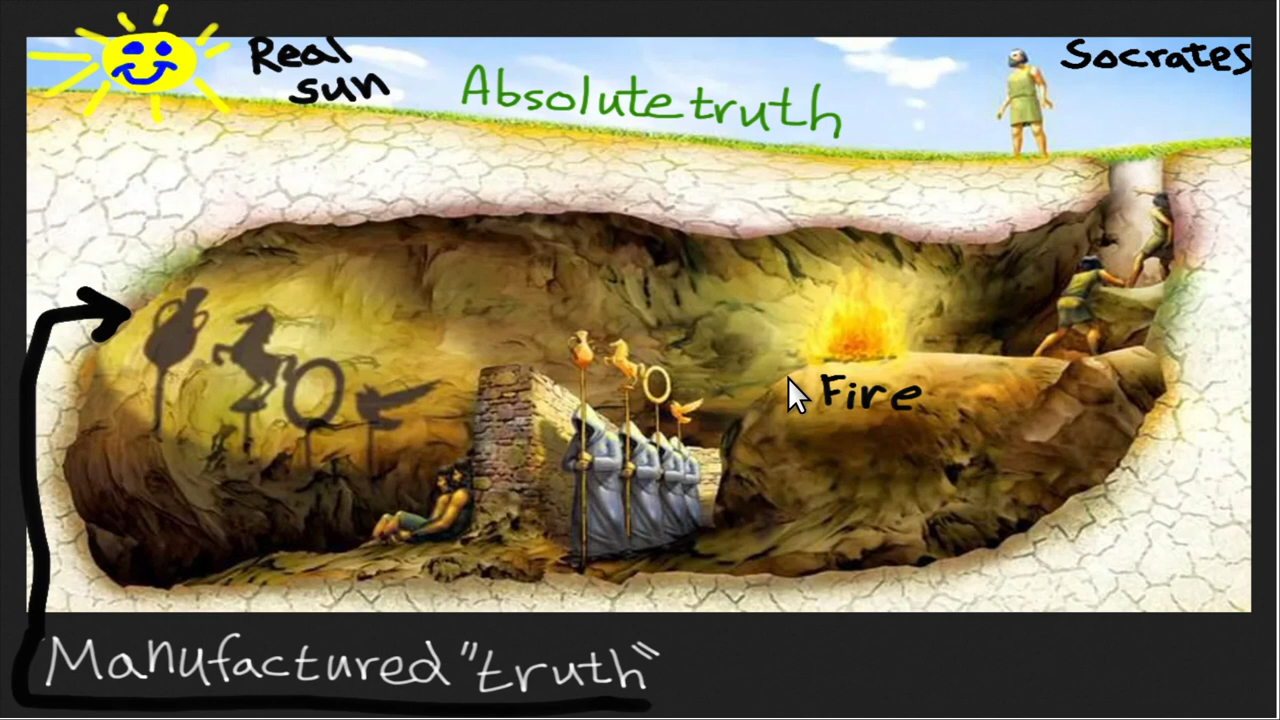 Real
sun
Absolute truth
Socrates
Fire
Manufactured "truth"